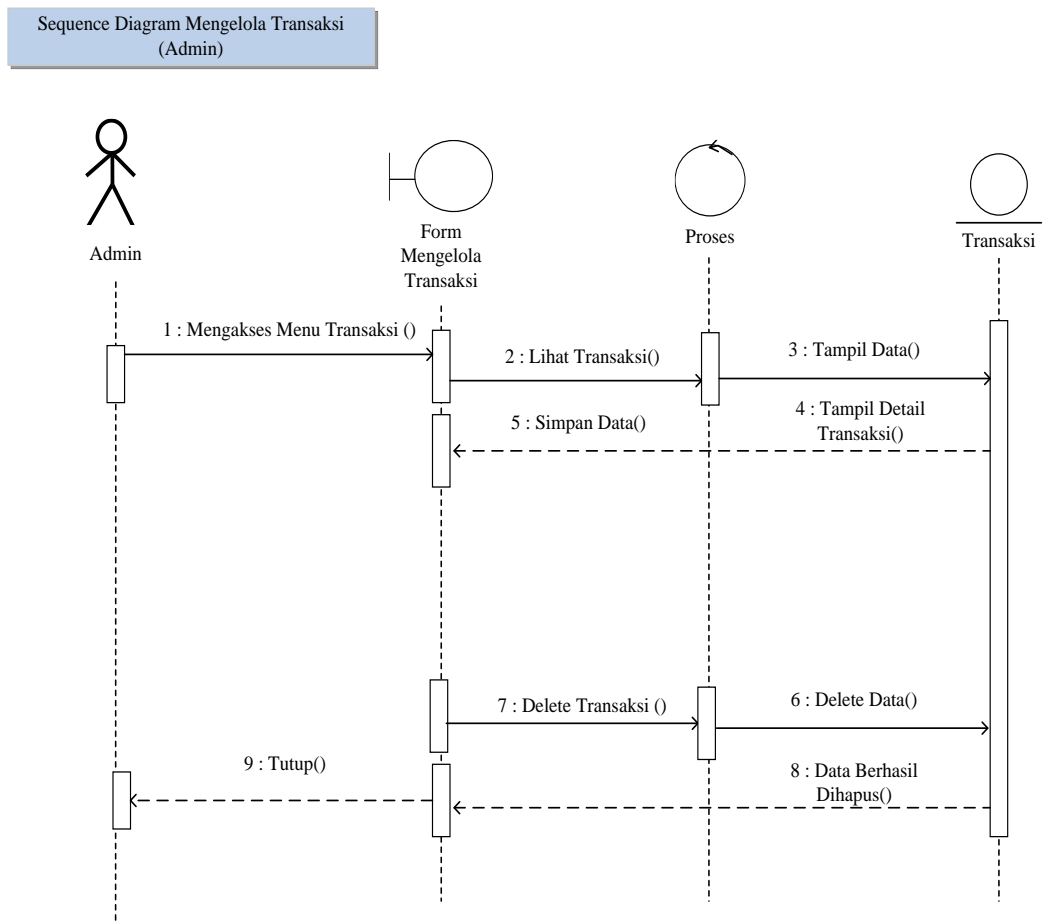 Sequence Diagram Mengelola Transaksi
(Admin)
Admin
Form
Mengelola
Transaksi
Proses
Transaksi
1 : Mengakses Menu Transaksi ()
2 : Lihat Transaksi()
3 : Tampil Data()
5 : Simpan Data()
4 : Tampil Detail
Transaksi()
7 : Delete Transaksi ()
6 : Delete Data()
9 : Tutup()
8 : Data Berhasil
Dihapus()